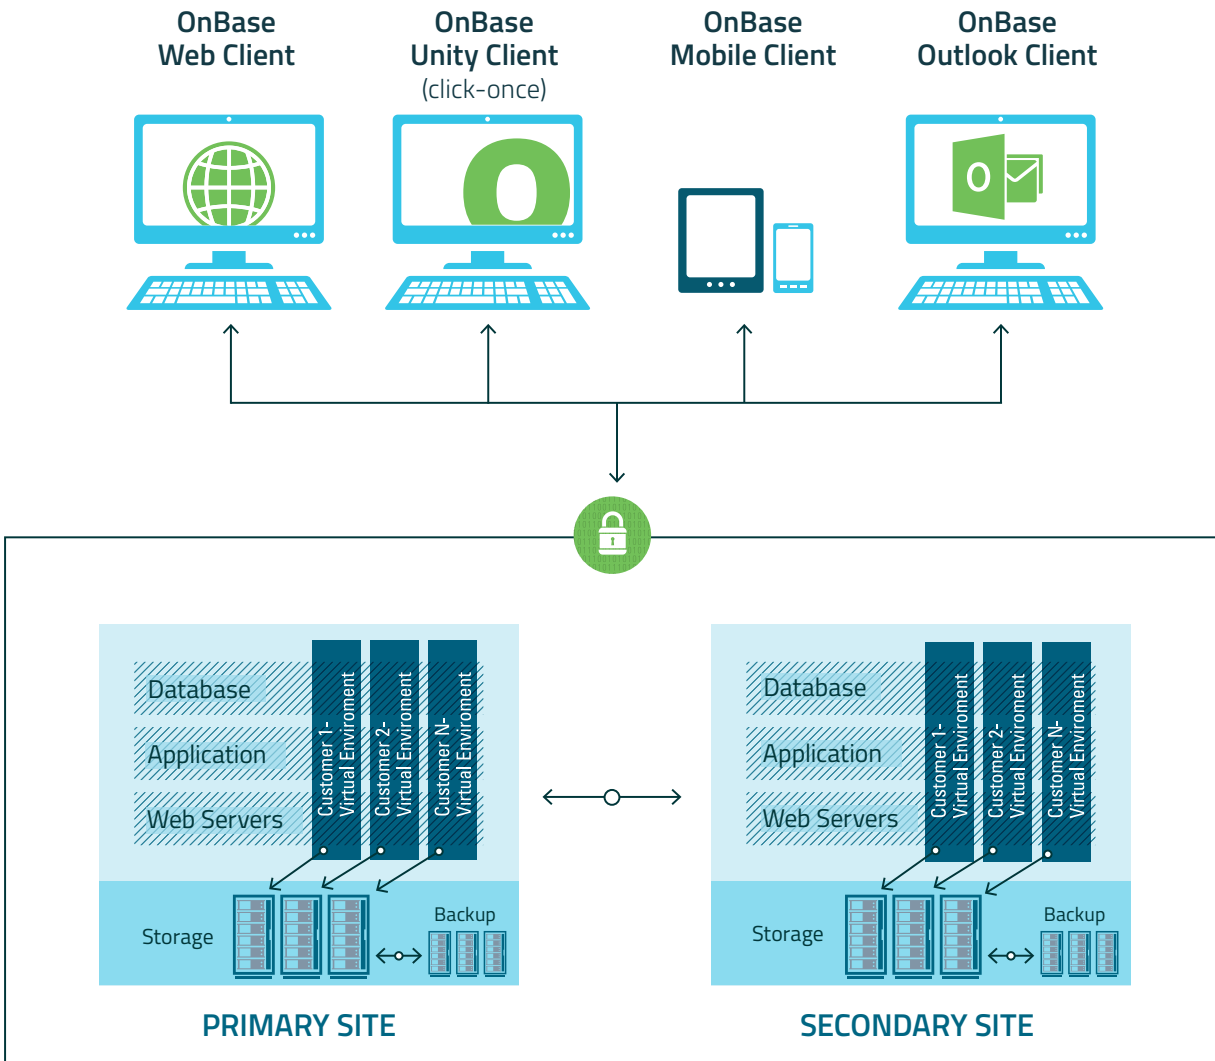 OnBase
Web Client
OnBase
Unity Client
(click-once)
OnBase
Mobile Client
OnBase
Outlook Client
O
O
Database
Application
Web Servers
Customer 1-
Virtual Enviroment
Customer 2-
Virtual Enviroment
Customer N-
Virtual Enviroment
Storage
Backup
PRIMARY SITE
Database
Application
Web Servers
Customer 1-
Virtual Enviroment
Customer 2-
Virtual Enviroment
Customer N-
Virtual Enviroment
Storage
Backup
SECONDARY SITE